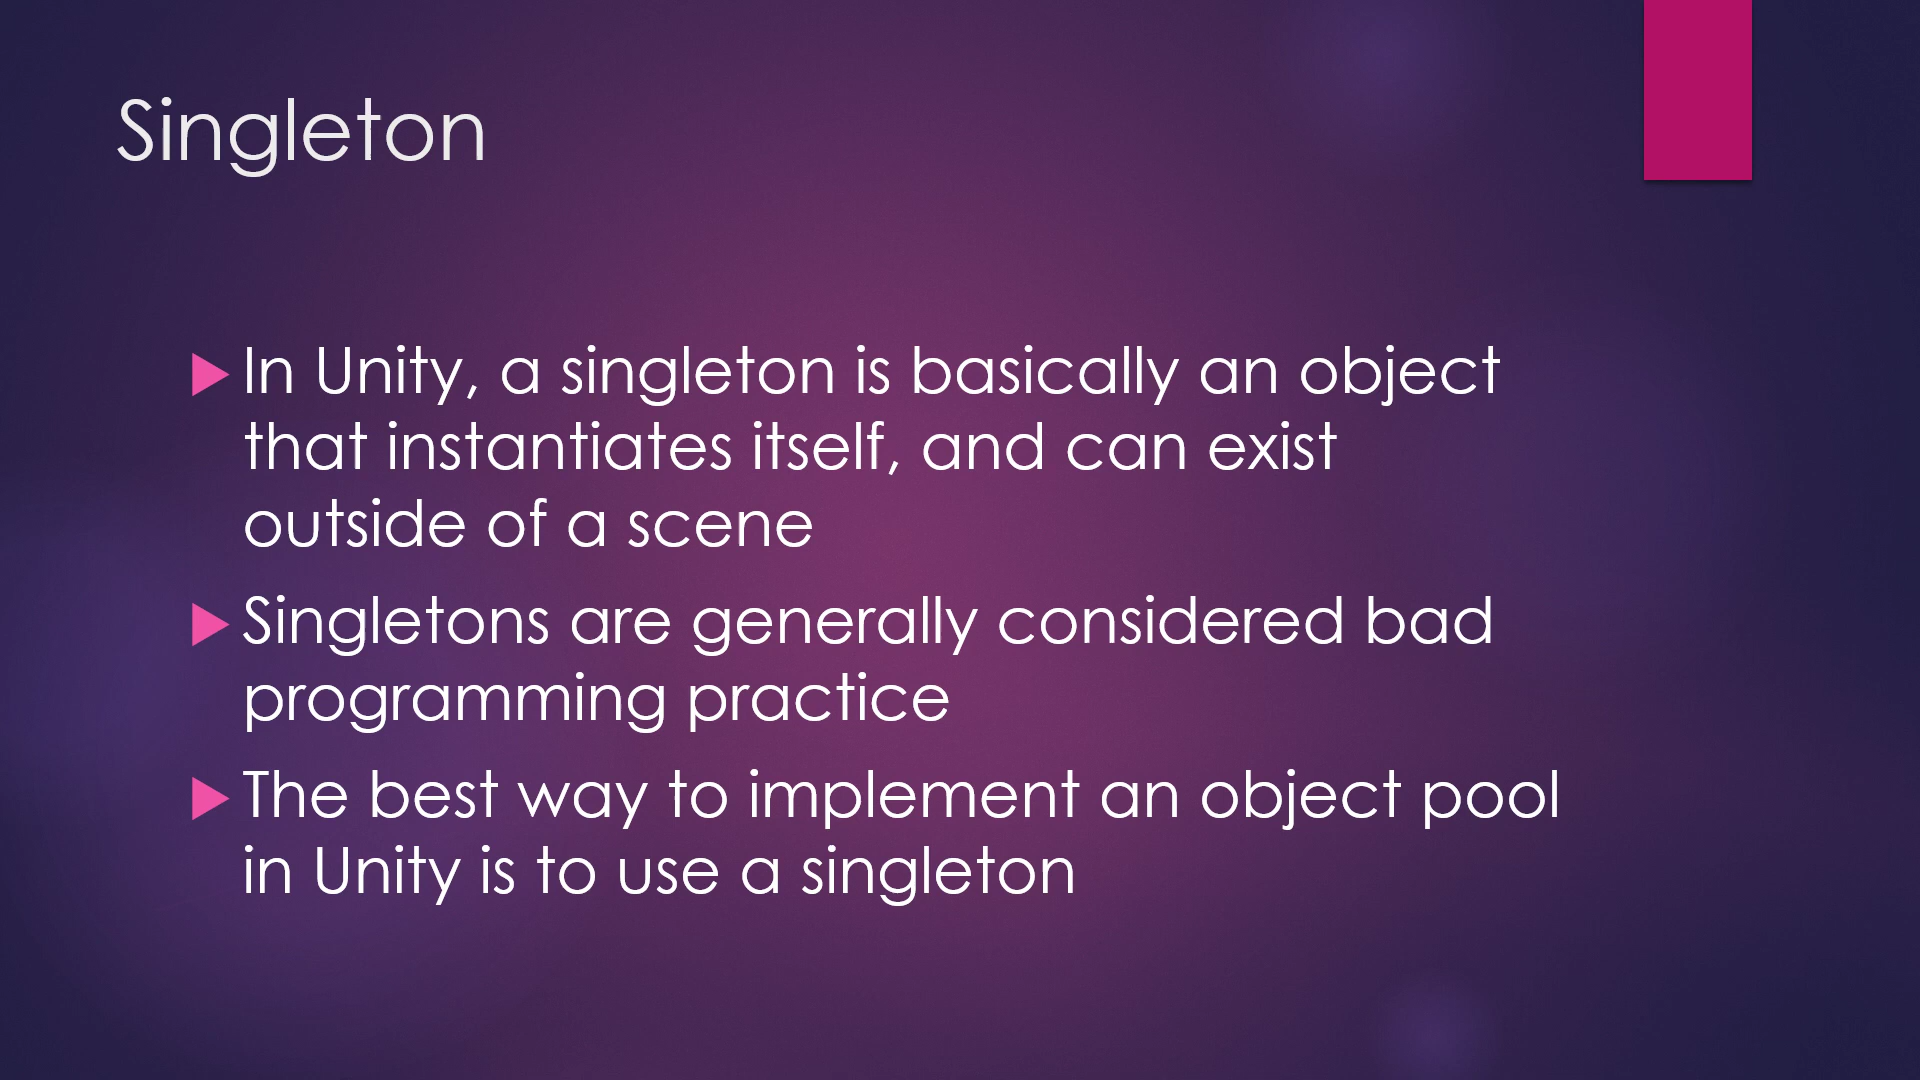 Singleton
In Unity, a singleton is basically an object
that instantiates itself, and can exist
outside of a scene
Singletons are generally considered bad
programming practice
The best way to implement an object pool
in Unity is to use a singleton